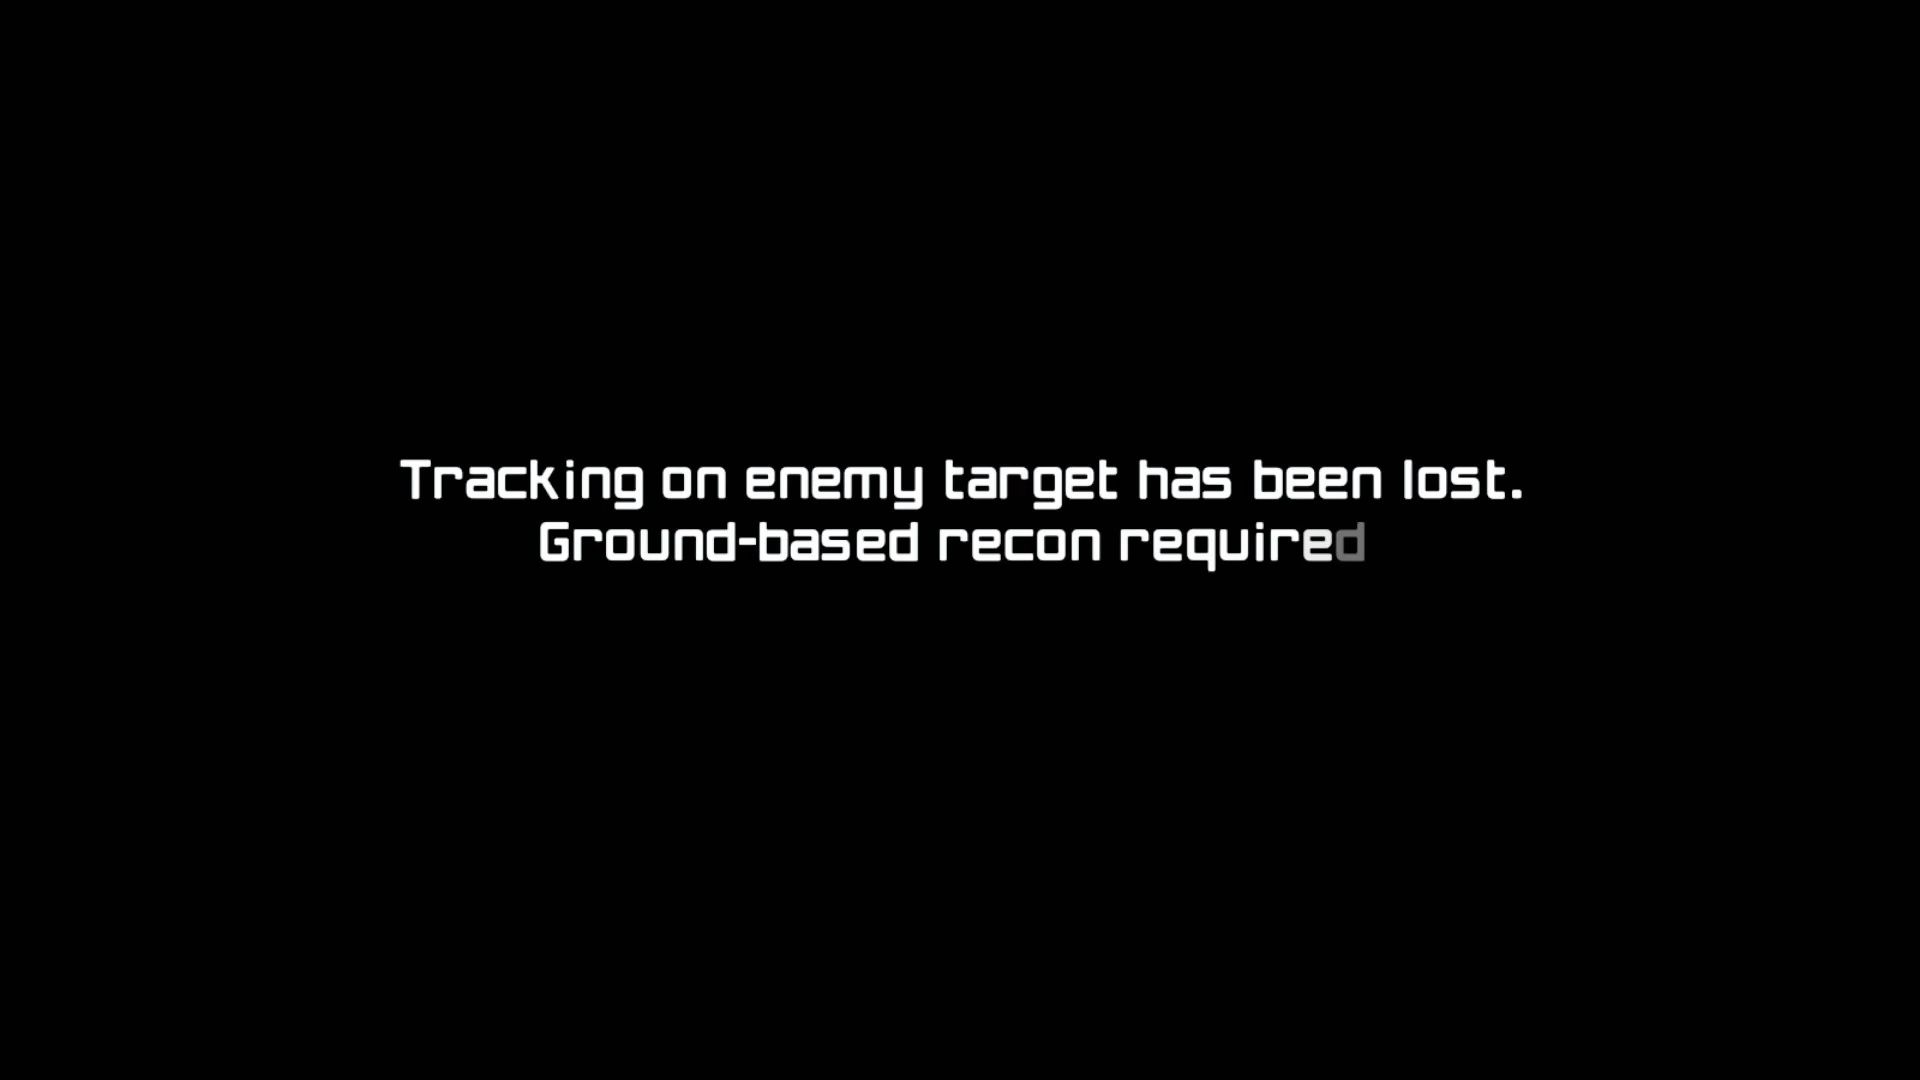 Tracking on enemy target has been lost.
Ground-based recon required